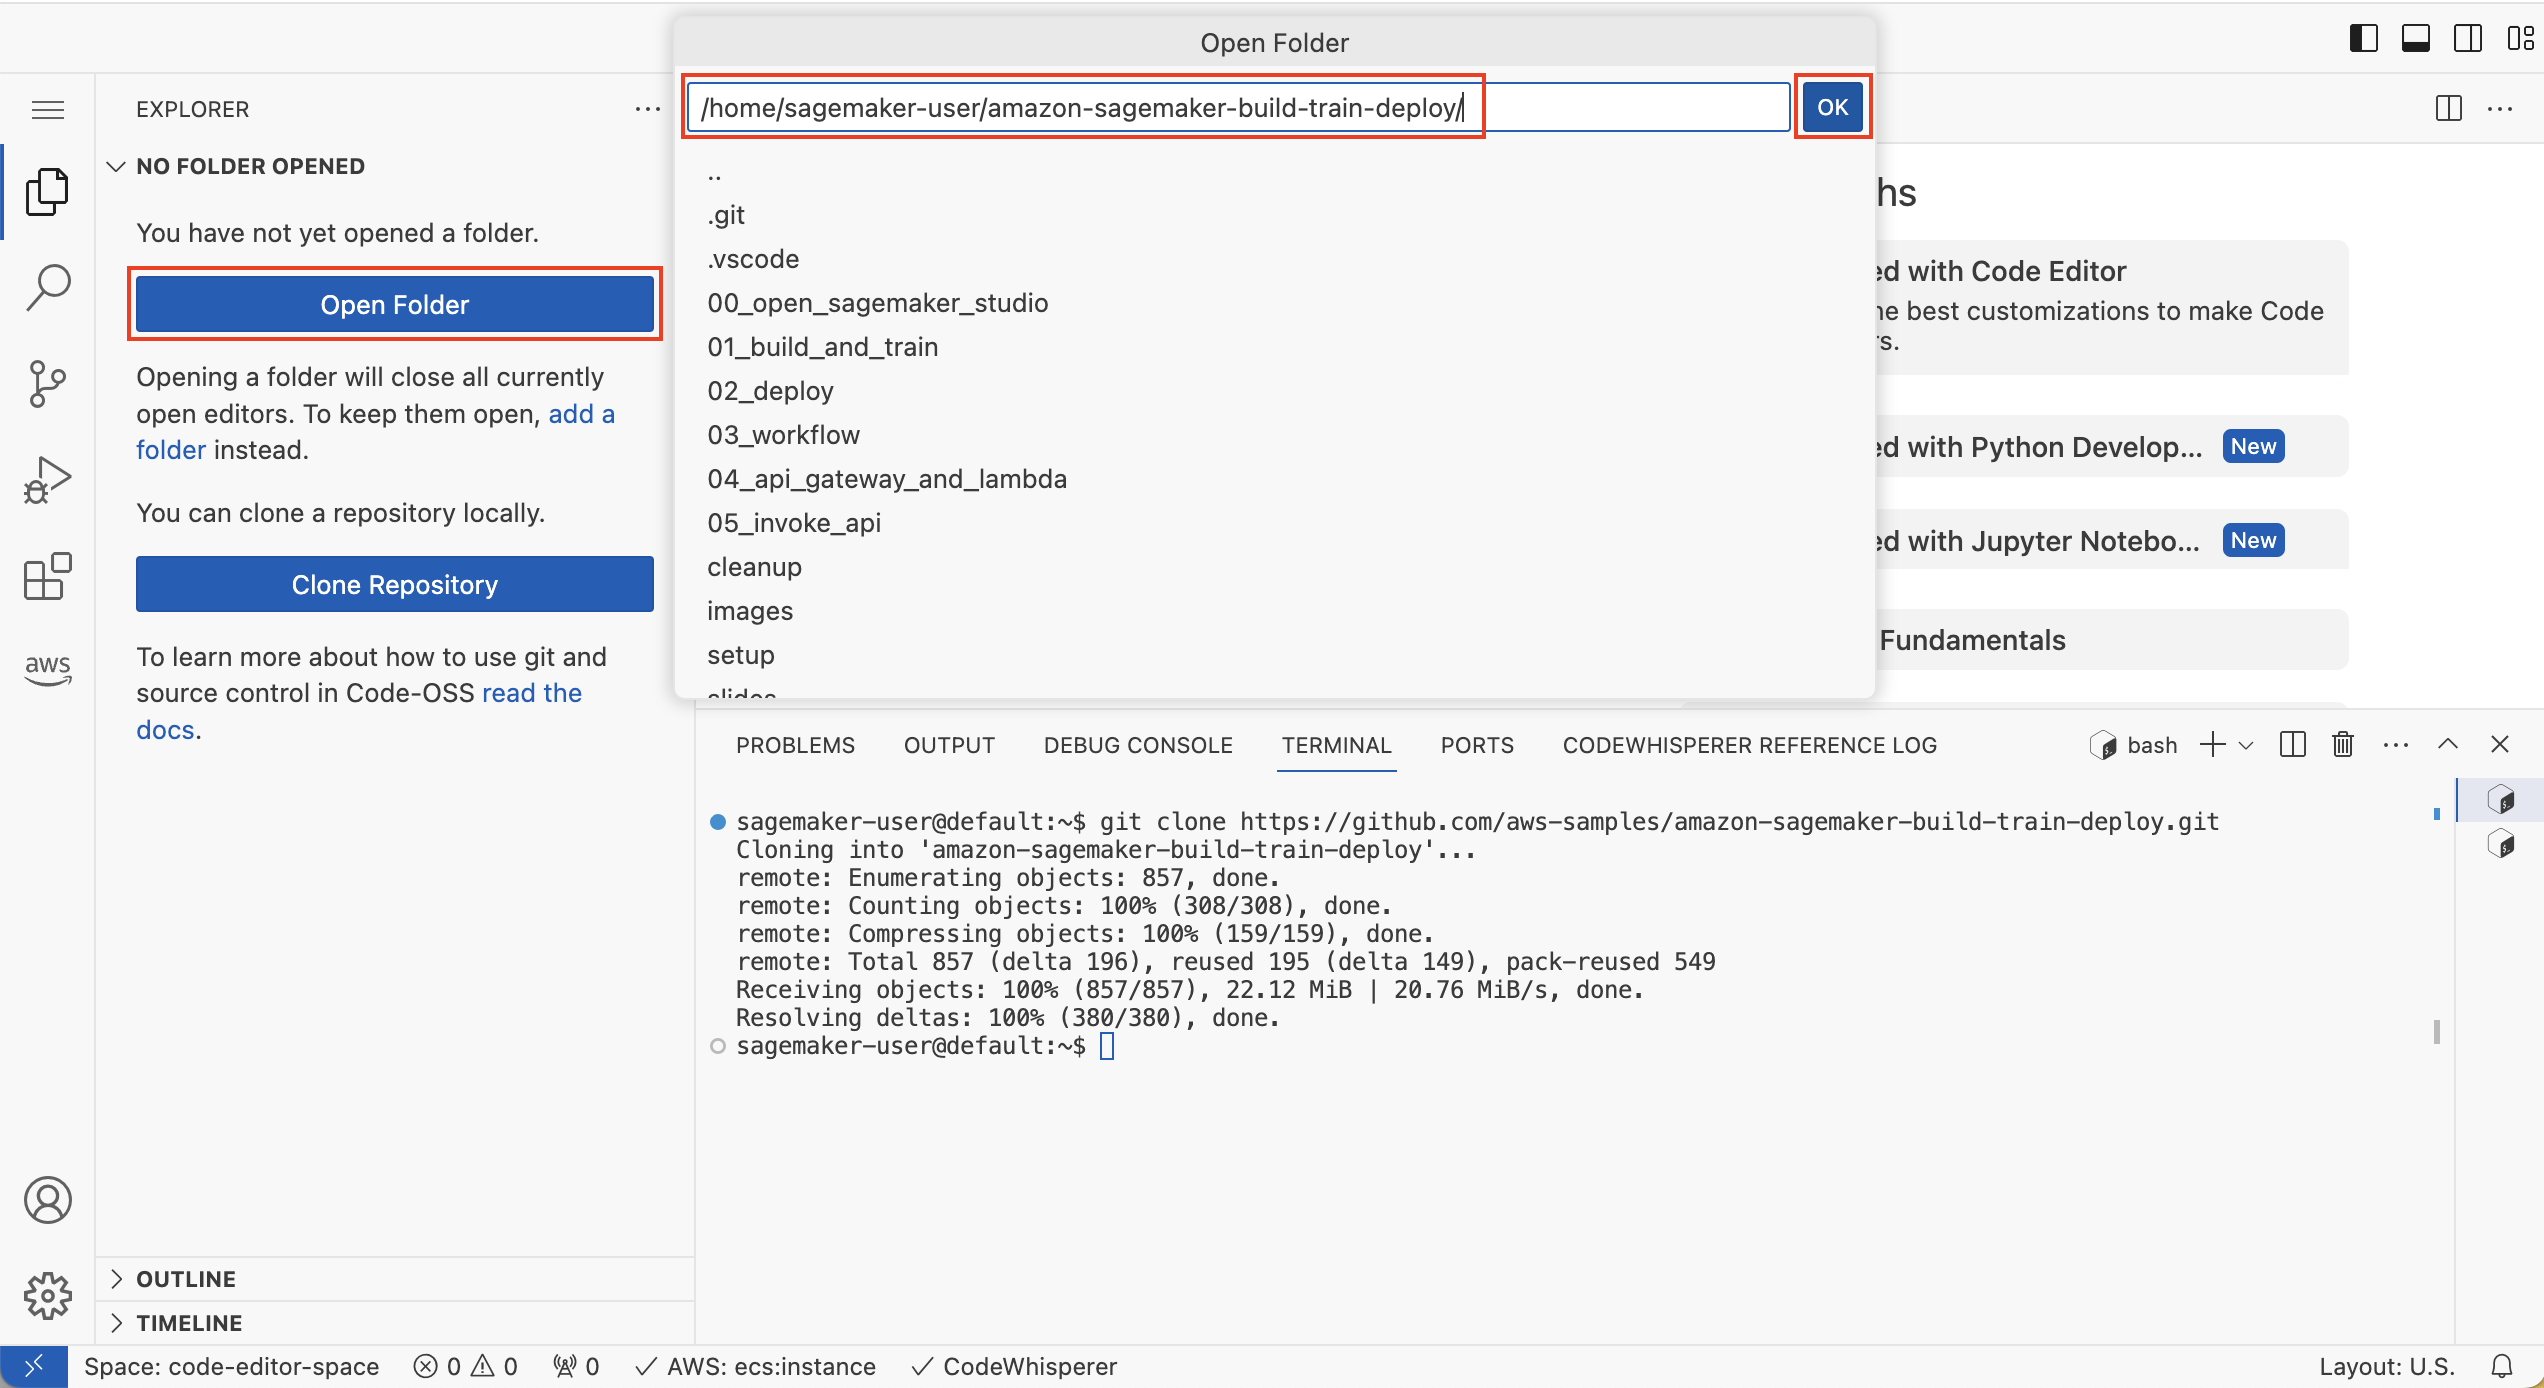 Open Folder
/home/sagemaker-user/amazon-sagemaker-build-train-deploy/
OK
..
.git
.vscode
00_open_sagemaker_studio
01_build_and_train
02_deploy
03_workflow
04_api_gateway_and_lambda
05_invoke_api
cleanup
images
setup
slides
EXPLORER
NO FOLDER OPENED
You have not yet opened a folder.
Open Folder
Opening a folder will close all currently
open editors. To keep them open, add a
folder instead.
You can clone a repository locally.
Clone Repository
To learn more about how to use git and
source control in Code-OSS read the
docs.
aws
OUTLINE
TIMELINE
hs
ed with Code Editor
he best customizations to make Code
rs.
ed with Python Develop... New
ed with Jupyter Notebo... New
Fundamentals
PROBLEMS OUTPUT DEBUG CONSOLE TERMINAL PORTS CODEWHISPERER REFERENCE LOG bash
sagemaker-user@default:~$ git clone https://github.com/aws-samples/amazon-sagemaker-build-train-deploy.git
Cloning into 'amazon-sagemaker-build-train-deploy'...
remote: Enumerating objects: 857, done.
remote: Counting objects: 100% (308/308), done.
remote: Compressing objects: 100% (159/159), done.
remote: Total 857 (delta 196), reused 195 (delta 149), pack-reused 549
Receiving objects: 100% (857/857), 22.12 MiB | 20.76 MiB/s, done.
Resolving deltas: 100% (380/380), done.
sagemaker-user@default:~$
Space: code-editor-space 0 0 0 AWS: ecs:instance CodeWhisperer Layout: U.S.